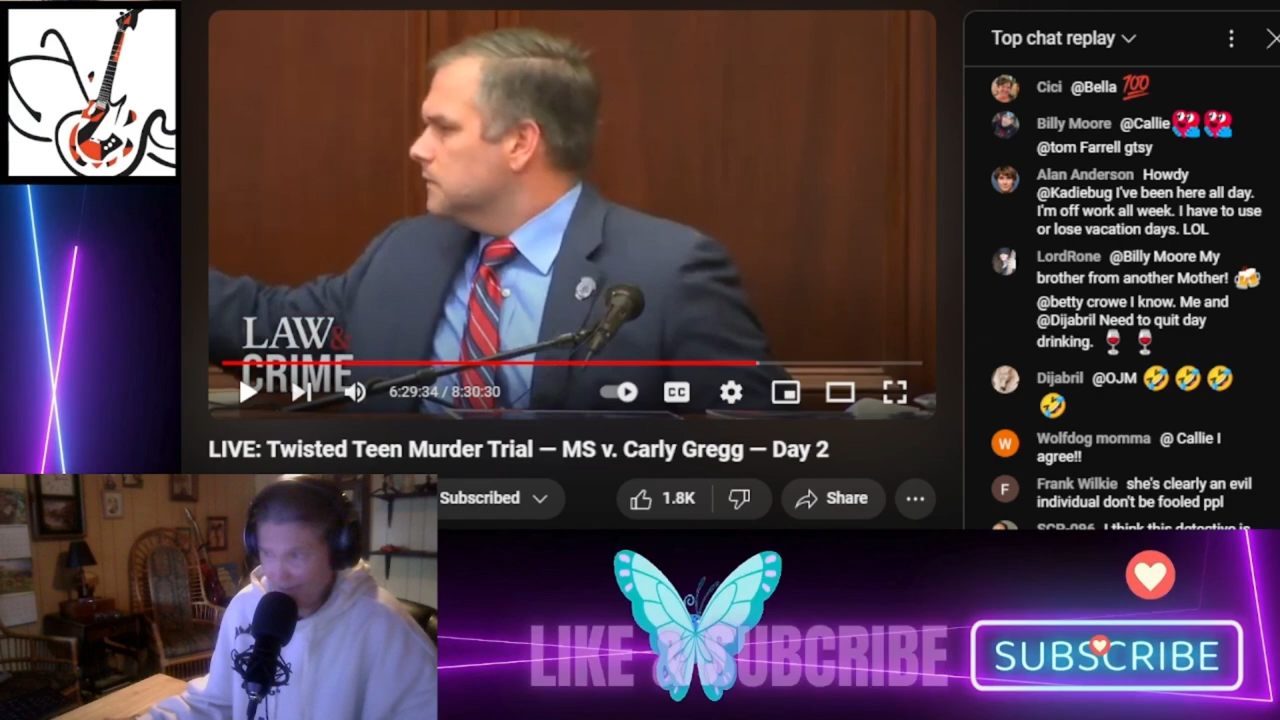 Top chat replay
Cici @Bella 💯
Billy Moore @Callie
@tom Farrell gtsy
Alan Anderson Howdy
@Kadiebug I've been here all day.
I'm off work all week. I have to use
or lose vacation days. LOL
LordRone @Billy Moore My
brother from another Mother! 🍻
@betty crowe I know. Me and
@Dijabril Need to quit day
drinking. 🍷 🍷
Dijabril @OJM 🤣 🤣 🤣
🤣
W
Wolfdog momma @ Callie I
agree!!
F
Frank Wilkie she's clearly an evil
individual don't be fooled ppl
LAW&
CRIME
6:29:34 / 8:30:30
CC
LIVE: Twisted Teen Murder Trial — MS v. Carly Gregg — Day 2
Subscribed
1.8K
Share
LIKE & SUBCRIBE
SUBSCRIBE